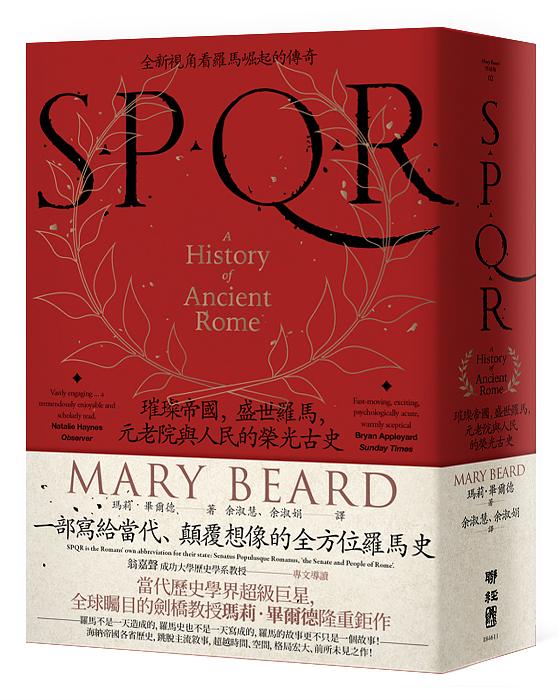 全新視角看羅馬崛起的傳奇
S·P·Q·R
A
History
of
Ancient
Rome
Vastly engaging ... a
tremendously enjoyable and
scholarly read.
Natalie Haynes
Observer
Fast-moving, exciting,
psychologically acute,
warmly sceptical
Bryan Appleyard
Sunday Times
璀璨帝國，盛世羅馬，
元老院與人民的榮光古史
MARY BEARD
瑪莉·畢爾德 著 余淑慧、余淑娟 譯
一部寫給當代、顛覆想像的全方位羅馬史
SPQR is the Romans' own abbreviation for their state: Senatus Populusque Romanus, 'the Senate and People of Rome'.
翁嘉聲 成功大學歷史學系教授 專文導讀
當代歷史學界超級巨星，
全球矚目的劍橋教授瑪莉·畢爾德隆重鉅作
羅馬不是一天造成的，羅馬史也不是一天寫成的，羅馬的故事更不只是一個故事！
海納帝國各省歷史，跳脫主流敘事，超越時間、空間，格局宏大、前所未見之作！
Mary Beard
02
S
·
P
·
Q
·
R
A
History
of
Ancient
Rome
璀璨帝國，盛世羅馬，
元老院與人民
的榮光古史
MARY BEARD
瑪莉·畢爾德
著
余淑慧、余淑娟
譯
聯
經
184611